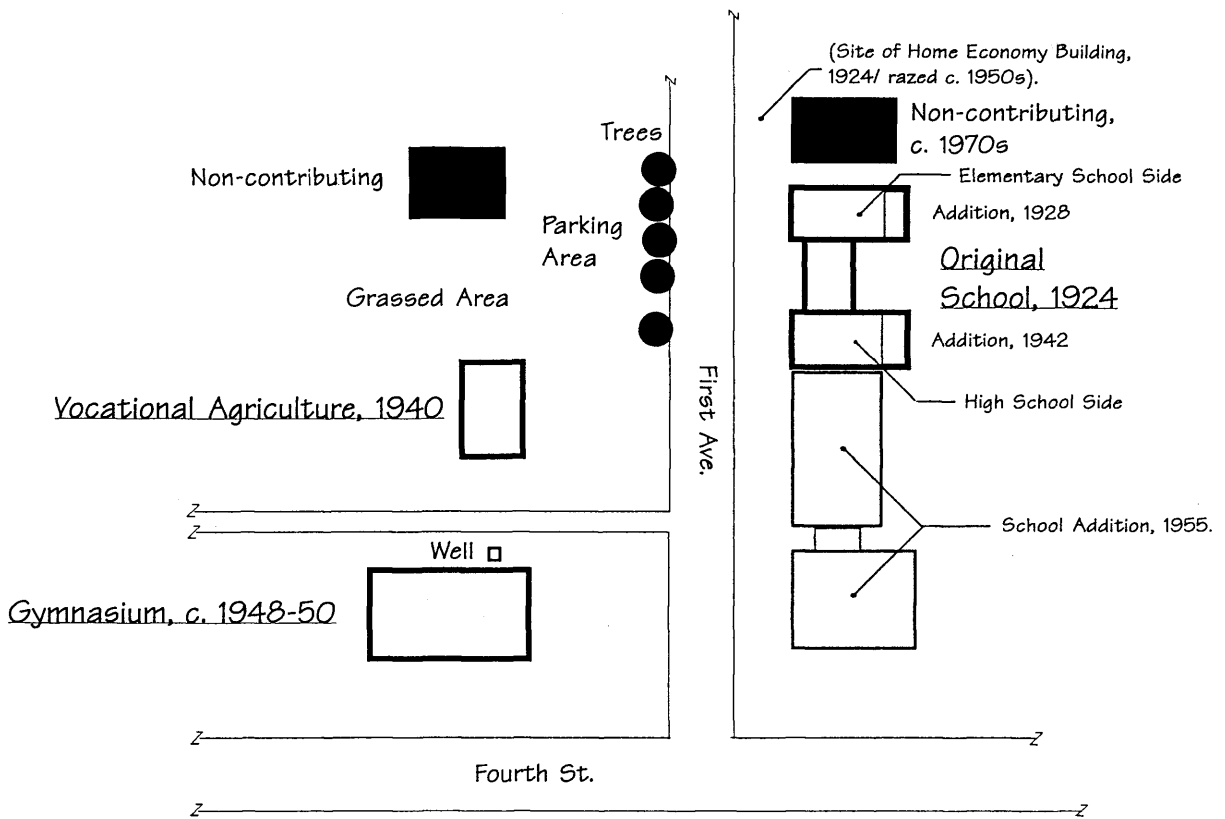 (Site of Home Economy Building,
1924/ razed c. 1950s).
Non-contributing,
c. 1970s
Trees
Non-contributing
Elementary School Side
Addition, 1928
Parking
Area
Original
School, 1924
Grassed Area
Addition, 1942
First Ave.
Vocational Agriculture, 1940
High School Side
School Addition, 1955.
Well
Gymnasium, c. 1948-50
Fourth St.